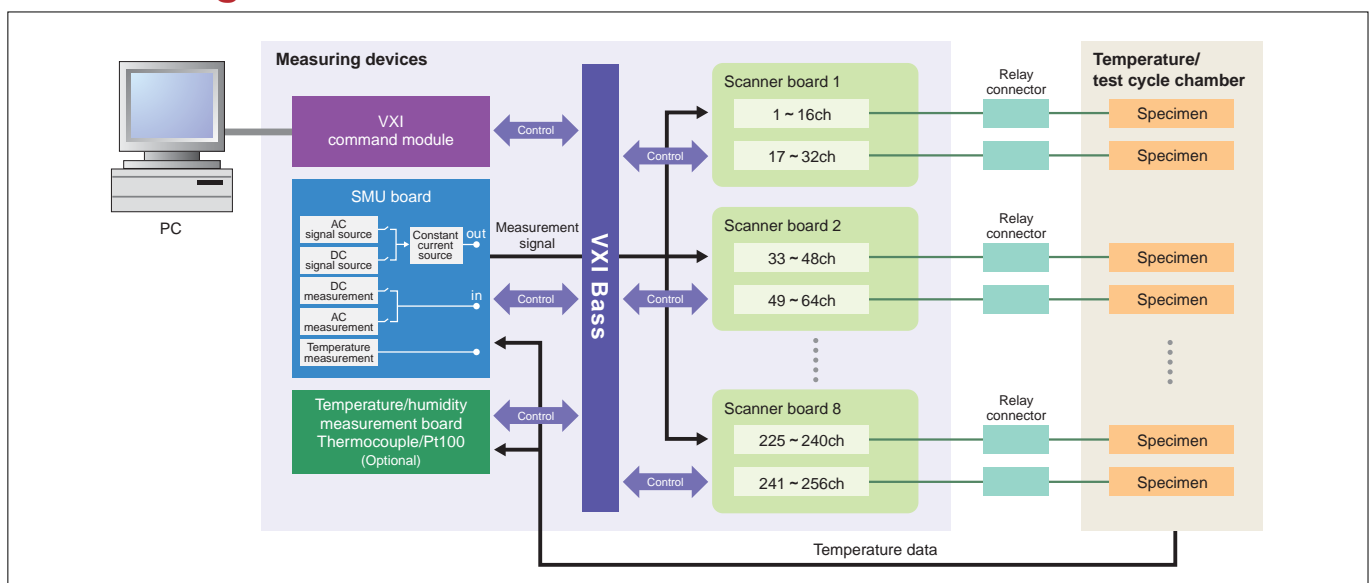 Measuring devices
Temperature/
test cycle chamber
PC
VXI
command module
SMU board
AC
signal source
DC
signal source
Constant
current
source
out
DC
measurement
AC
measurement
in
Temperature
measurement
Temperature/humidity
measurement board
Thermocouple/Pt100
(Optional)
Control
Measurement
signal
Control
Control
VXI Bass
Control
Control
Control
Scanner board 1
1 ~ 16ch
17 ~ 32ch
Scanner board 2
33 ~ 48ch
49 ~ 64ch
Scanner board 8
225 ~ 240ch
241 ~ 256ch
Relay
connector
Relay
connector
Relay
connector
Specimen
Specimen
Specimen
Specimen
Specimen
Specimen
Temperature data